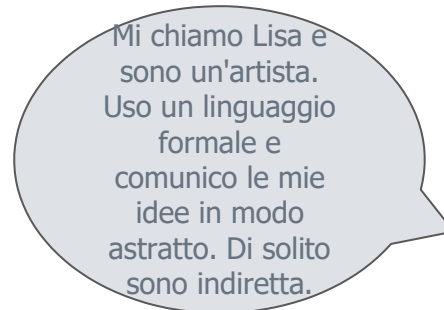 Mi chiamo Lisa e
sono un'artista.
Uso un linguaggio
formale e
comunico le mie
idee in modo
astratto. Di solito
sono indiretta.